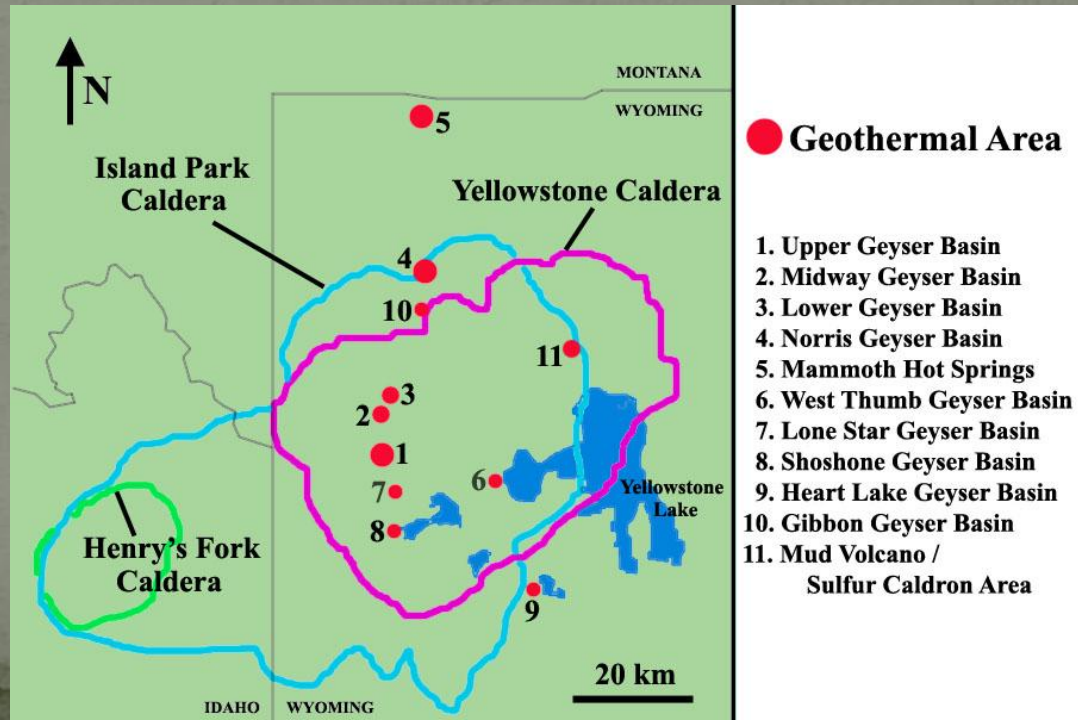 N
MONTANA
WYOMING
5
Island Park
Caldera
Yellowstone Caldera
4
10
11
3
2
1
7
6
8
Yellowstone
Lake
Henry's Fork
Caldera
9
20 km
IDAHO WYOMING
Geothermal Area
1. Upper Geyser Basin
2. Midway Geyser Basin
3. Lower Geyser Basin
4. Norris Geyser Basin
5. Mammoth Hot Springs
6. West Thumb Geyser Basin
7. Lone Star Geyser Basin
8. Shoshone Geyser Basin
9. Heart Lake Geyser Basin
10. Gibbon Geyser Basin
11. Mud Volcano /
Sulfur Caldron Area